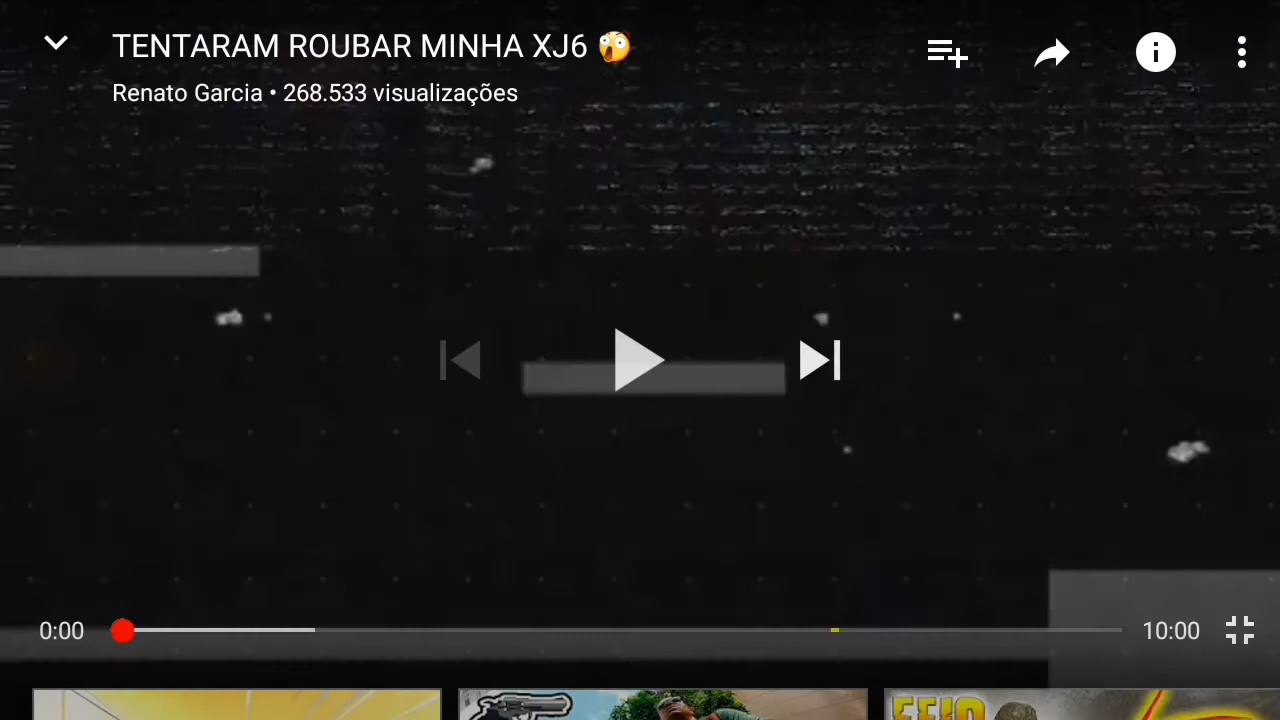 TENTARAM ROUBAR MINHA XJ6 😱
Renato Garcia • 268.533 visualizações
0:00
10:00